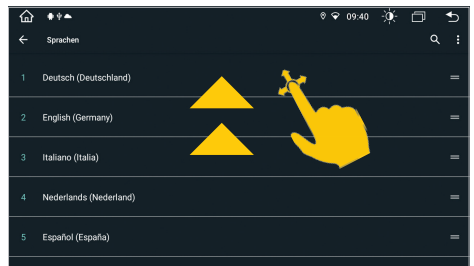 09:40
Sprachen
1 Deutsch (Deutschland)
2 English (Germany)
3 Italiano (Italia)
4 Nederlands (Nederland)
5 Español (España)